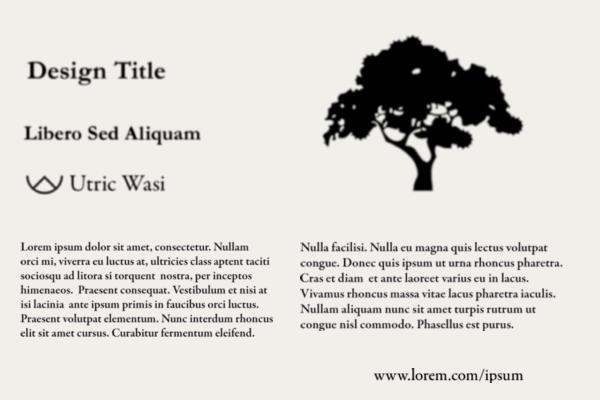 Design Title
Libero Sed Aliquam
Utric Wasi
Lorem ipsum dolor sit amet, consectetur. Nullam
orci mi, viverra eu luctus at, ultricies class aptent taciti
sociosqu ad litora si torquent nostra, per inceptos
himenaeos. Praesent consequat. Vestibulum et nisi at
isi lacinia ante ipsum primis in faucibus orci luctus.
Praesent volutpat elementum. Nunc interdum rhoncus
elit sit amet cursus. Curabitur fermentum eleifend.
Nulla facilisi. Nulla eu magna quis lectus volutpat
congue. Donec quis ipsum ut urna rhoncus pharetra.
Cras et diam et ante laoreet varius eu in lacus.
Vivamus rhoncus massa vitae lacus pharetra iaculis.
Nullam aliquam nunc sit amet turpis rutrum ut
congue nisl commodo. Phasellus est purus.
www.lorem.com/ipsum